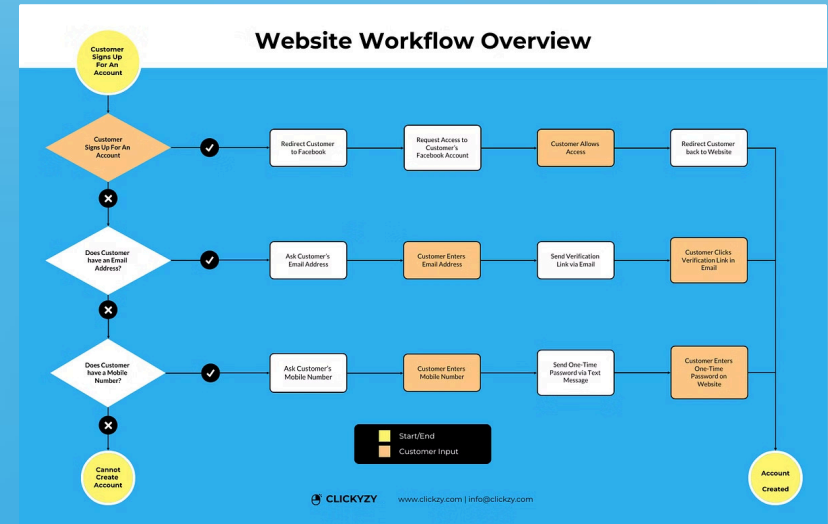 Website Workflow Overview
Customer
Signs Up
For An
Account
Customer
Signs Up For An
Account
Redirect Customer
to Facebook
Request Access to
Customer's
Facebook Account
Customer Allows
Access
Redirect Customer
back to Website
Does Customer
have an Email
Address?
Ask Customer's
Email Address
Customer Enters
Email Address
Send Verification
Link via Email
Customer Clicks
Verification Link in
Email
Does Customer
have a Mobile
Number?
Ask Customer's
Mobile Number
Customer Enters
Mobile Number
Send One-Time
Password via Text
Message
Customer Enters
One-Time
Password on
Website
Start/End
Customer Input
Cannot
Create
Account
Account
Created
CLICKYZY
www.clickzy.com | info@clickzy.com